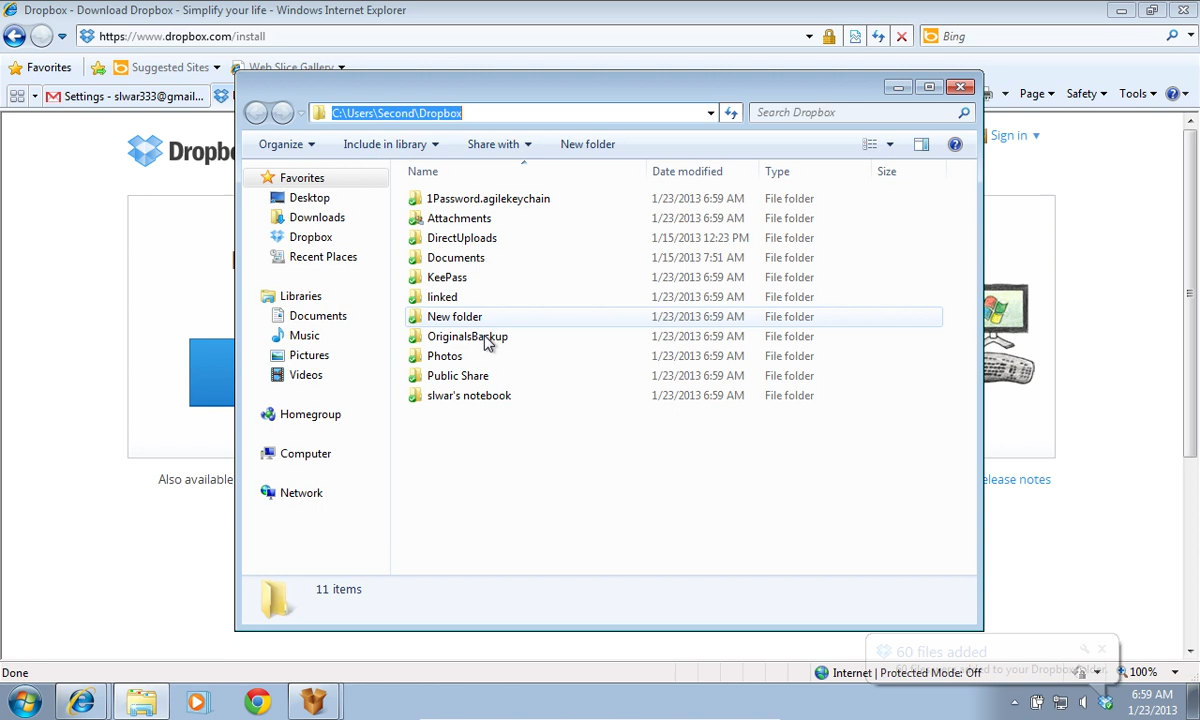 Dropbox - Download Dropbox - Simplify your life - Windows Internet Explorer
https://www.dropbox.com/install
Bing
Favorites
Suggested Sites
Web Slice Gallery
Settings - slwar333@gmail...
Page
Safety
Tools
C:\Users\Second\Dropbox
Search Dropbox
Sign in
Organize
Include in library
Share with
New folder
Name
Date modified
Type
Size
Favorites
Desktop
Downloads
Dropbox
Recent Places
Libraries
Documents
Music
Pictures
Videos
Homegroup
Computer
Network
1Password.agilekeychain 1/23/2013 6:59 AM File folder
Attachments 1/23/2013 6:59 AM File folder
DirectUploads 1/15/2013 12:23 PM File folder
Documents 1/15/2013 7:51 AM File folder
KeePass 1/23/2013 6:59 AM File folder
linked 1/23/2013 6:59 AM File folder
New folder 1/23/2013 6:59 AM File folder
OriginalsBackup 1/23/2013 6:59 AM File folder
Photos 1/23/2013 6:59 AM File folder
Public Share 1/23/2013 6:59 AM File folder
slwar's notebook 1/23/2013 6:59 AM File folder
Dropb
Also available
elease notes
11 items
60 files added
60 files were added to your Dropbox folder.
Done
Internet | Protected Mode: Off
100%
6:59 AM
1/23/2013